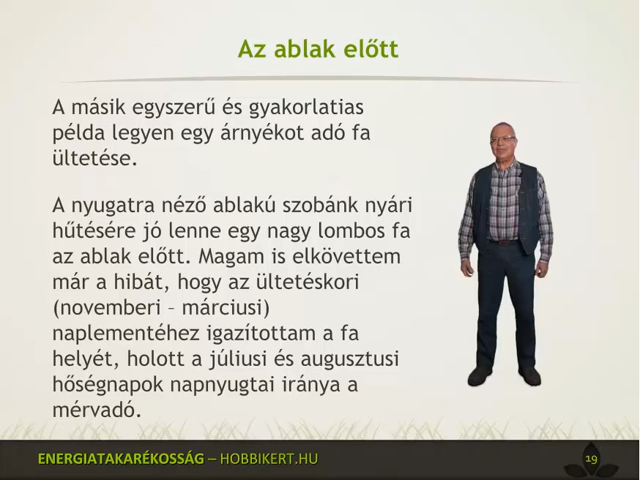 Az ablak előtt
A másik egyszerű és gyakorlatias
példa legyen egy árnyékot adó fa
ültetése.
A nyugatra néző ablakú szobánk nyári
hűtésére jó lenne egy nagy lombos fa
az ablak előtt. Magam is elkövettem
már a hibát, hogy az ültetéskori
(novemberi – márciusi)
naplementéhez igazítottam a fa
helyét, holott a júliusi és augusztusi
hőségnapok napnyugtai iránya a
mérvadó.
ENERGIATAKARÉKOSSÁG – HOBBIKERT.HU
19